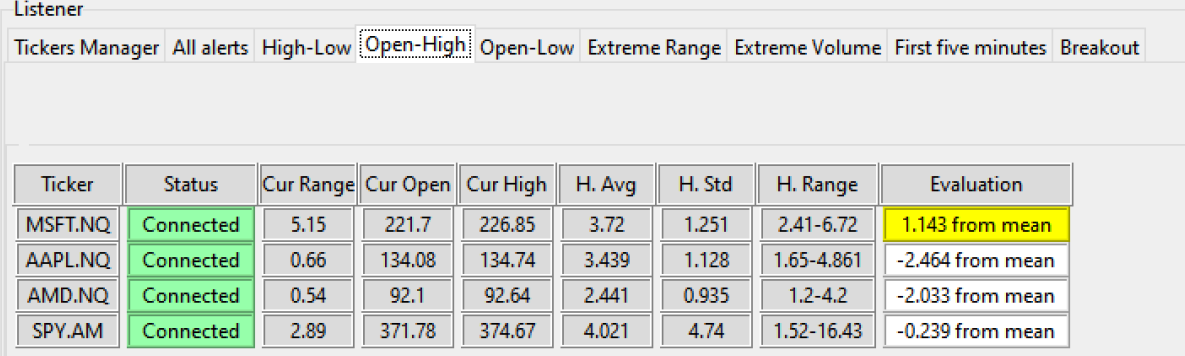 Listener
Tickers Manager All alerts High-Low Open-High Open-Low Extreme Range Extreme Volume First five minutes Breakout
Ticker Status Cur Range Cur Open Cur High H. Avg H. Std H. Range Evaluation
MSFT.NQ Connected 5.15 221.7 226.85 3.72 1.251 2.41-6.72 1.143 from mean
AAPL.NQ Connected 0.66 134.08 134.74 3.439 1.128 1.65-4.861 -2.464 from mean
AMD.NQ Connected 0.54 92.1 92.64 2.441 0.935 1.2-4.2 -2.033 from mean
SPY.AM Connected 2.89 371.78 374.67 4.021 4.74 1.52-16.43 -0.239 from mean